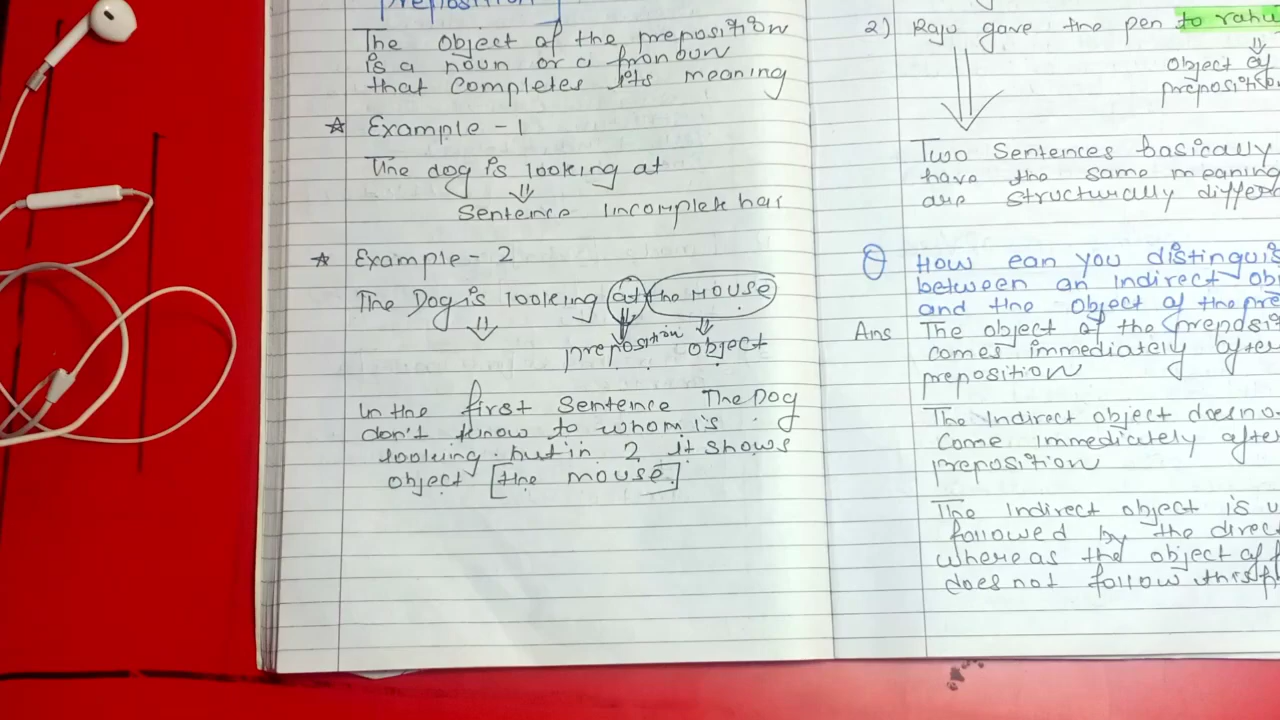 preposition
The object of the preposition
is a noun or a pronoun
that completes its meaning
☆ Example - 1
The dog is looking at
⇓
Sentence incomplete has
☆ Example - 2
The Dog is looking at the mouse
⇓ ⇓ ⇓
preposition object
In the first sentence The Dog
don't know to whom is
looking. but in 2 it shows
object [the mouse.]
2) Raju gave the pen to rahu
⇓
object of
preposition
Two Sentences basically
have the same meaning
are structurally differe
Q How can you distinguis
between an indirect obj
and the object of the pre
Ans The object of the preposi
comes immediately after
preposition
The Indirect object does no
come immediately after
preposition
The Indirect object is u
followed by the direct
whereas the object of
does not follow this